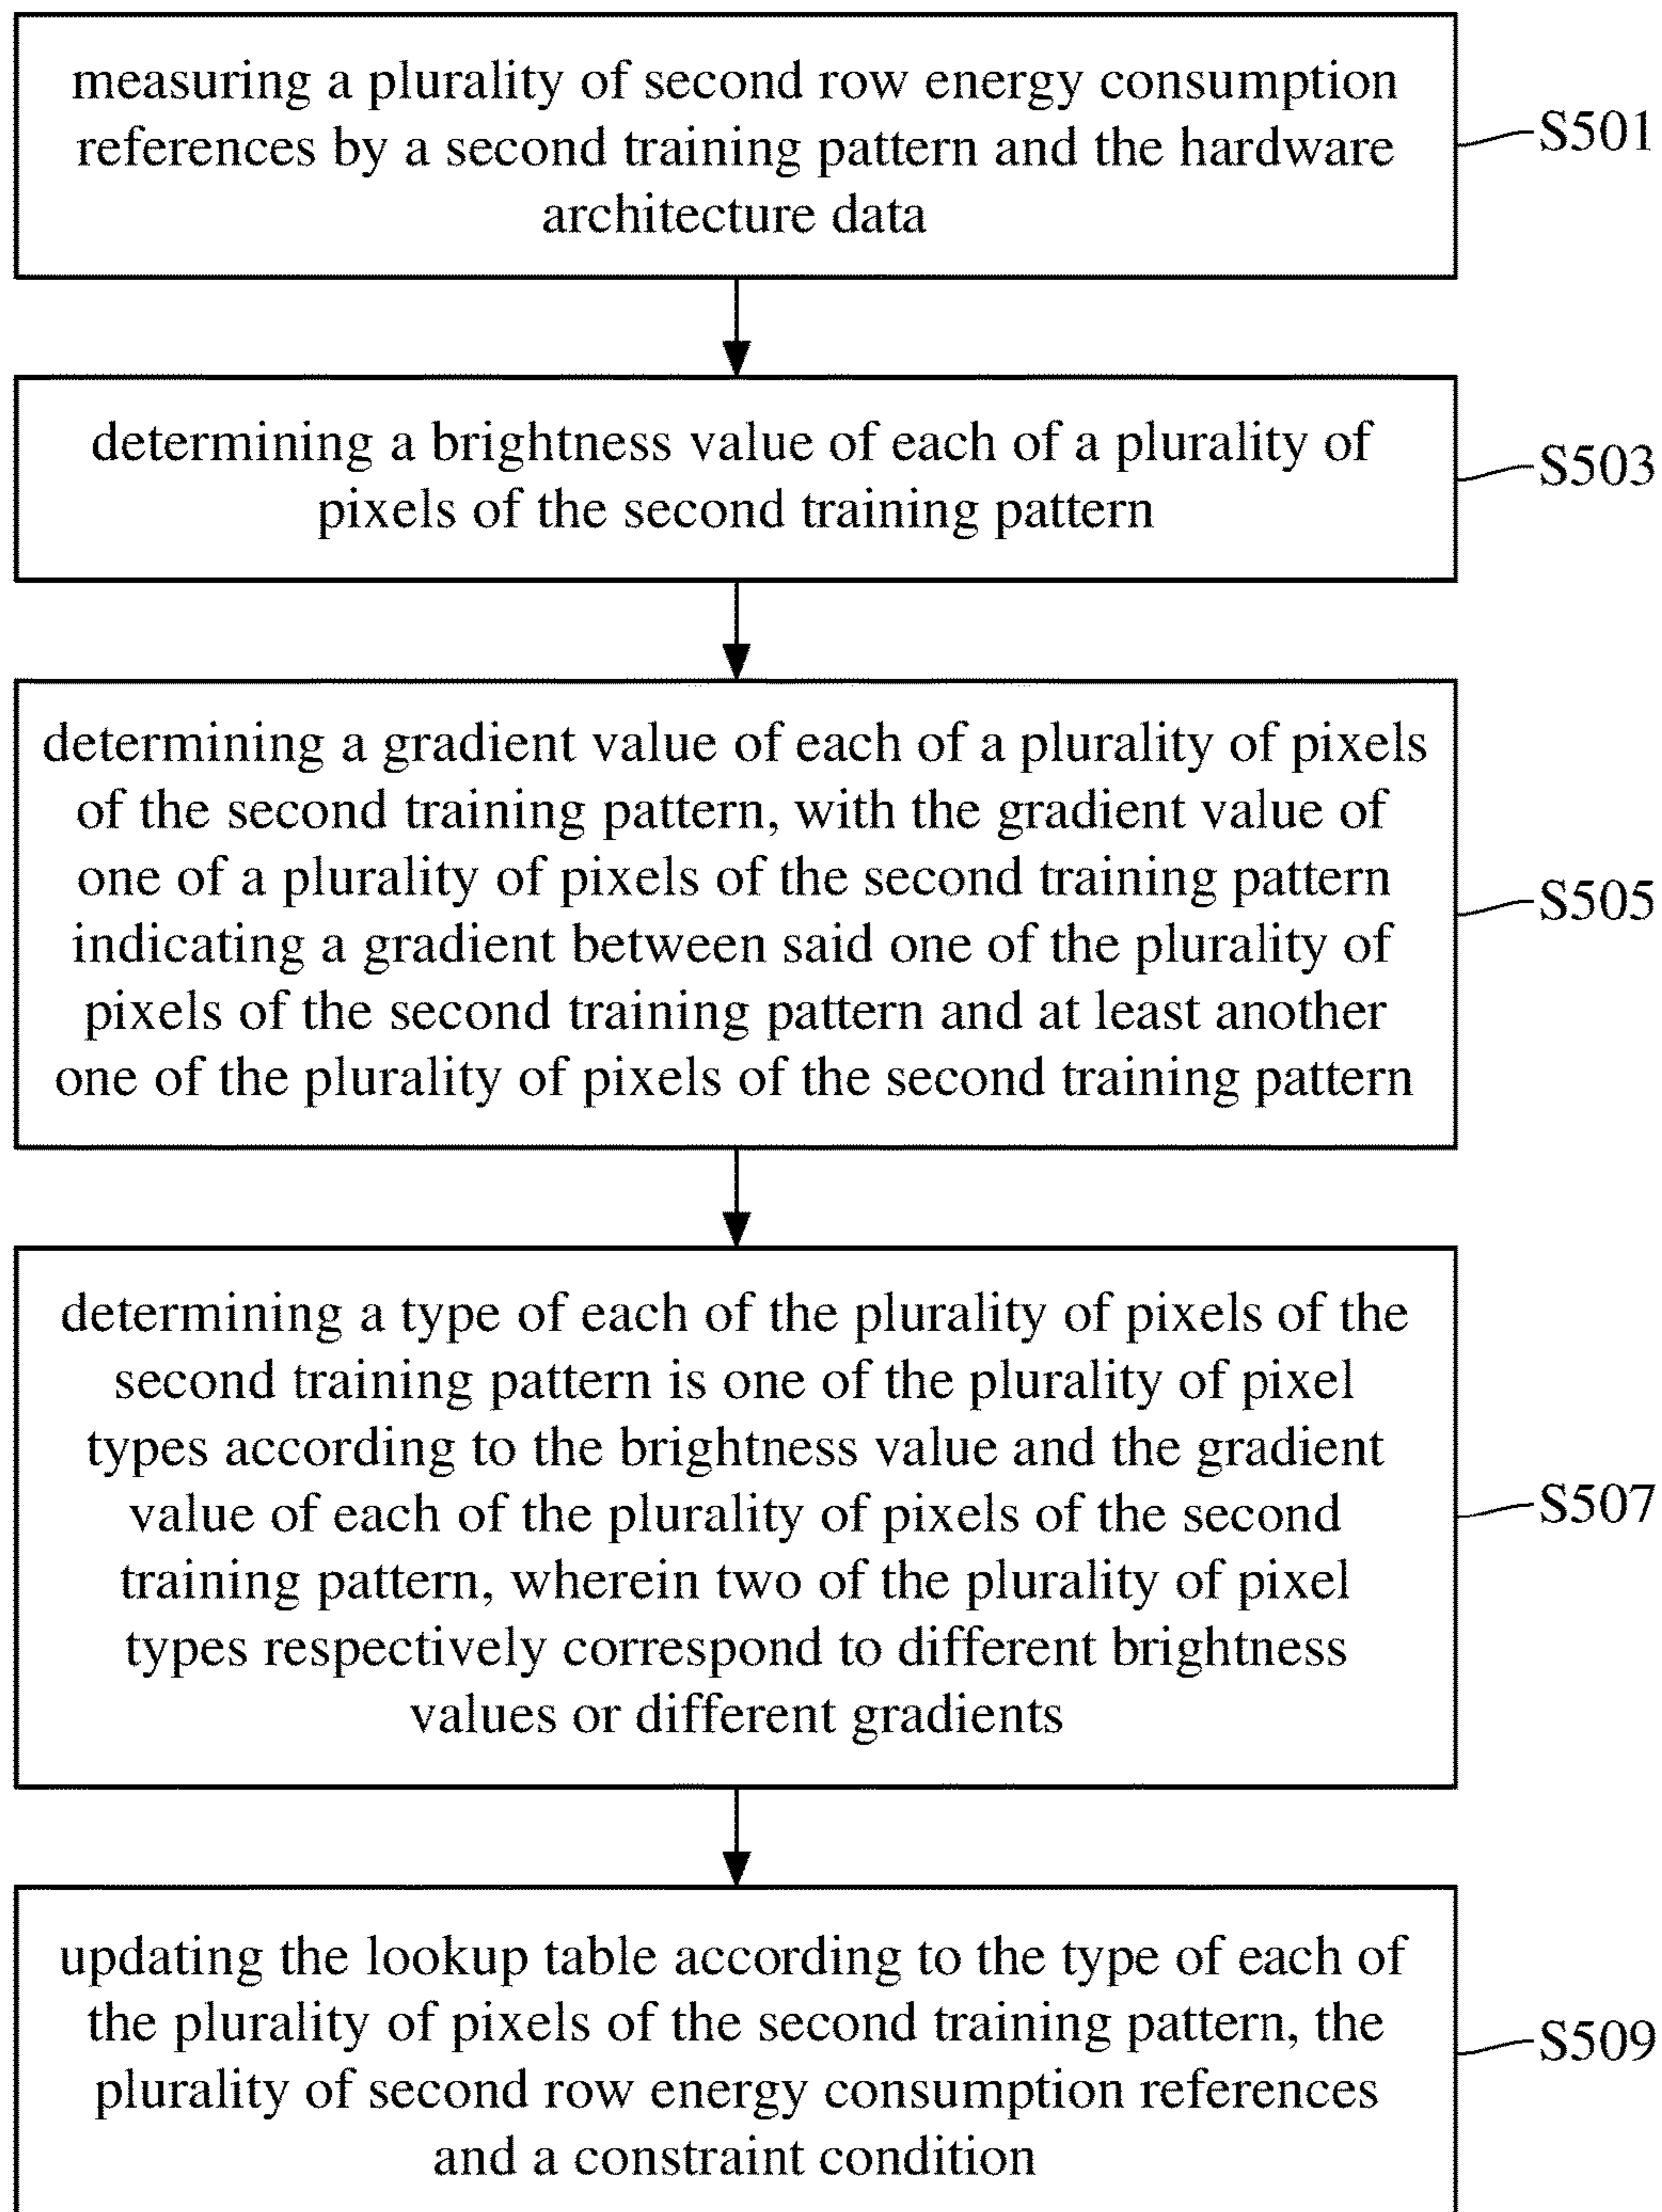 measuring a plurality of second row energy consumption
references by a second training pattern and the hardware
architecture data
S501
determining a brightness value of each of a plurality of
pixels of the second training pattern
S503
determining a gradient value of each of a plurality of pixels
of the second training pattern, with the gradient value of
one of a plurality of pixels of the second training pattern
indicating a gradient between said one of the plurality of
pixels of the second training pattern and at least another
one of the plurality of pixels of the second training pattern
S505
determining a type of each of the plurality of pixels of the
second training pattern is one of the plurality of pixel
types according to the brightness value and the gradient
value of each of the plurality of pixels of the second
training pattern, wherein two of the plurality of pixel
types respectively correspond to different brightness
values or different gradients
S507
updating the lookup table according to the type of each of
the plurality of pixels of the second training pattern, the
plurality of second row energy consumption references
and a constraint condition
S509